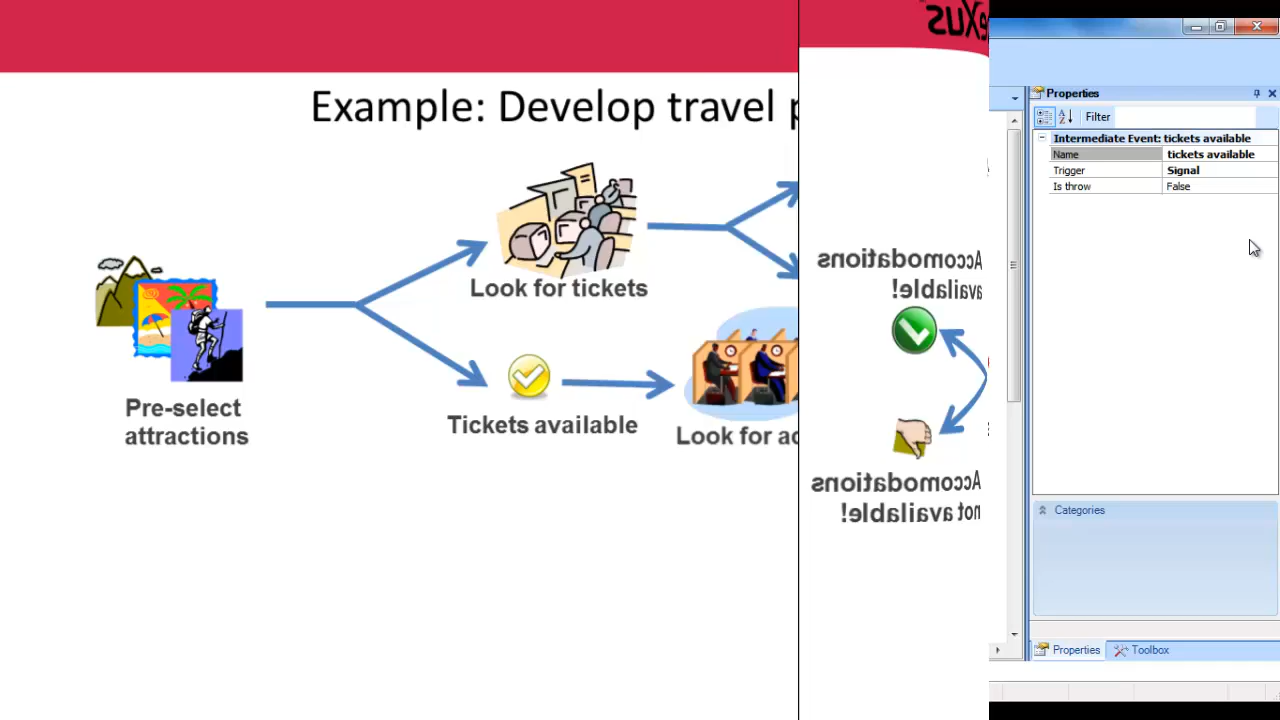 Example: Develop travel
Look for tickets
Pre-select
attractions
Tickets available
Look for
Accomodations
available!
Accomodations
not available!
Properties
Filter
Intermediate Event: tickets available
Name tickets available
Trigger Signal
Is throw False
Categories
Properties Toolbox